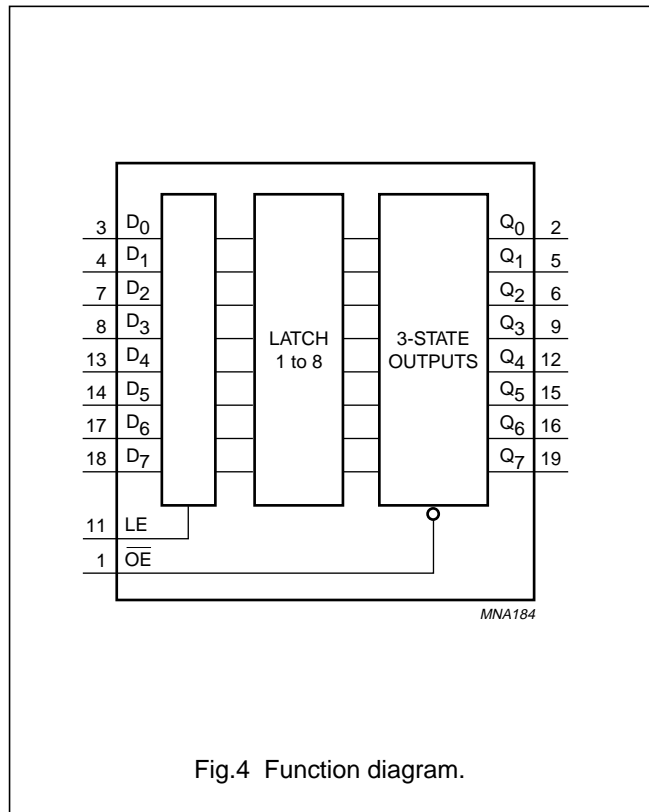 3 D0 Q0 2
4 D1 Q1 5
7 D2 Q2 6
8 D3 Q3 9
LATCH 3-STATE
13 D4 Q4 12
1 to 8 OUTPUTS
14 D5 Q5 15
17 D6 Q6 16
18 D7 Q7 19
11 LE
1 O̅E̅
MNA184
Fig.4 Function diagram.